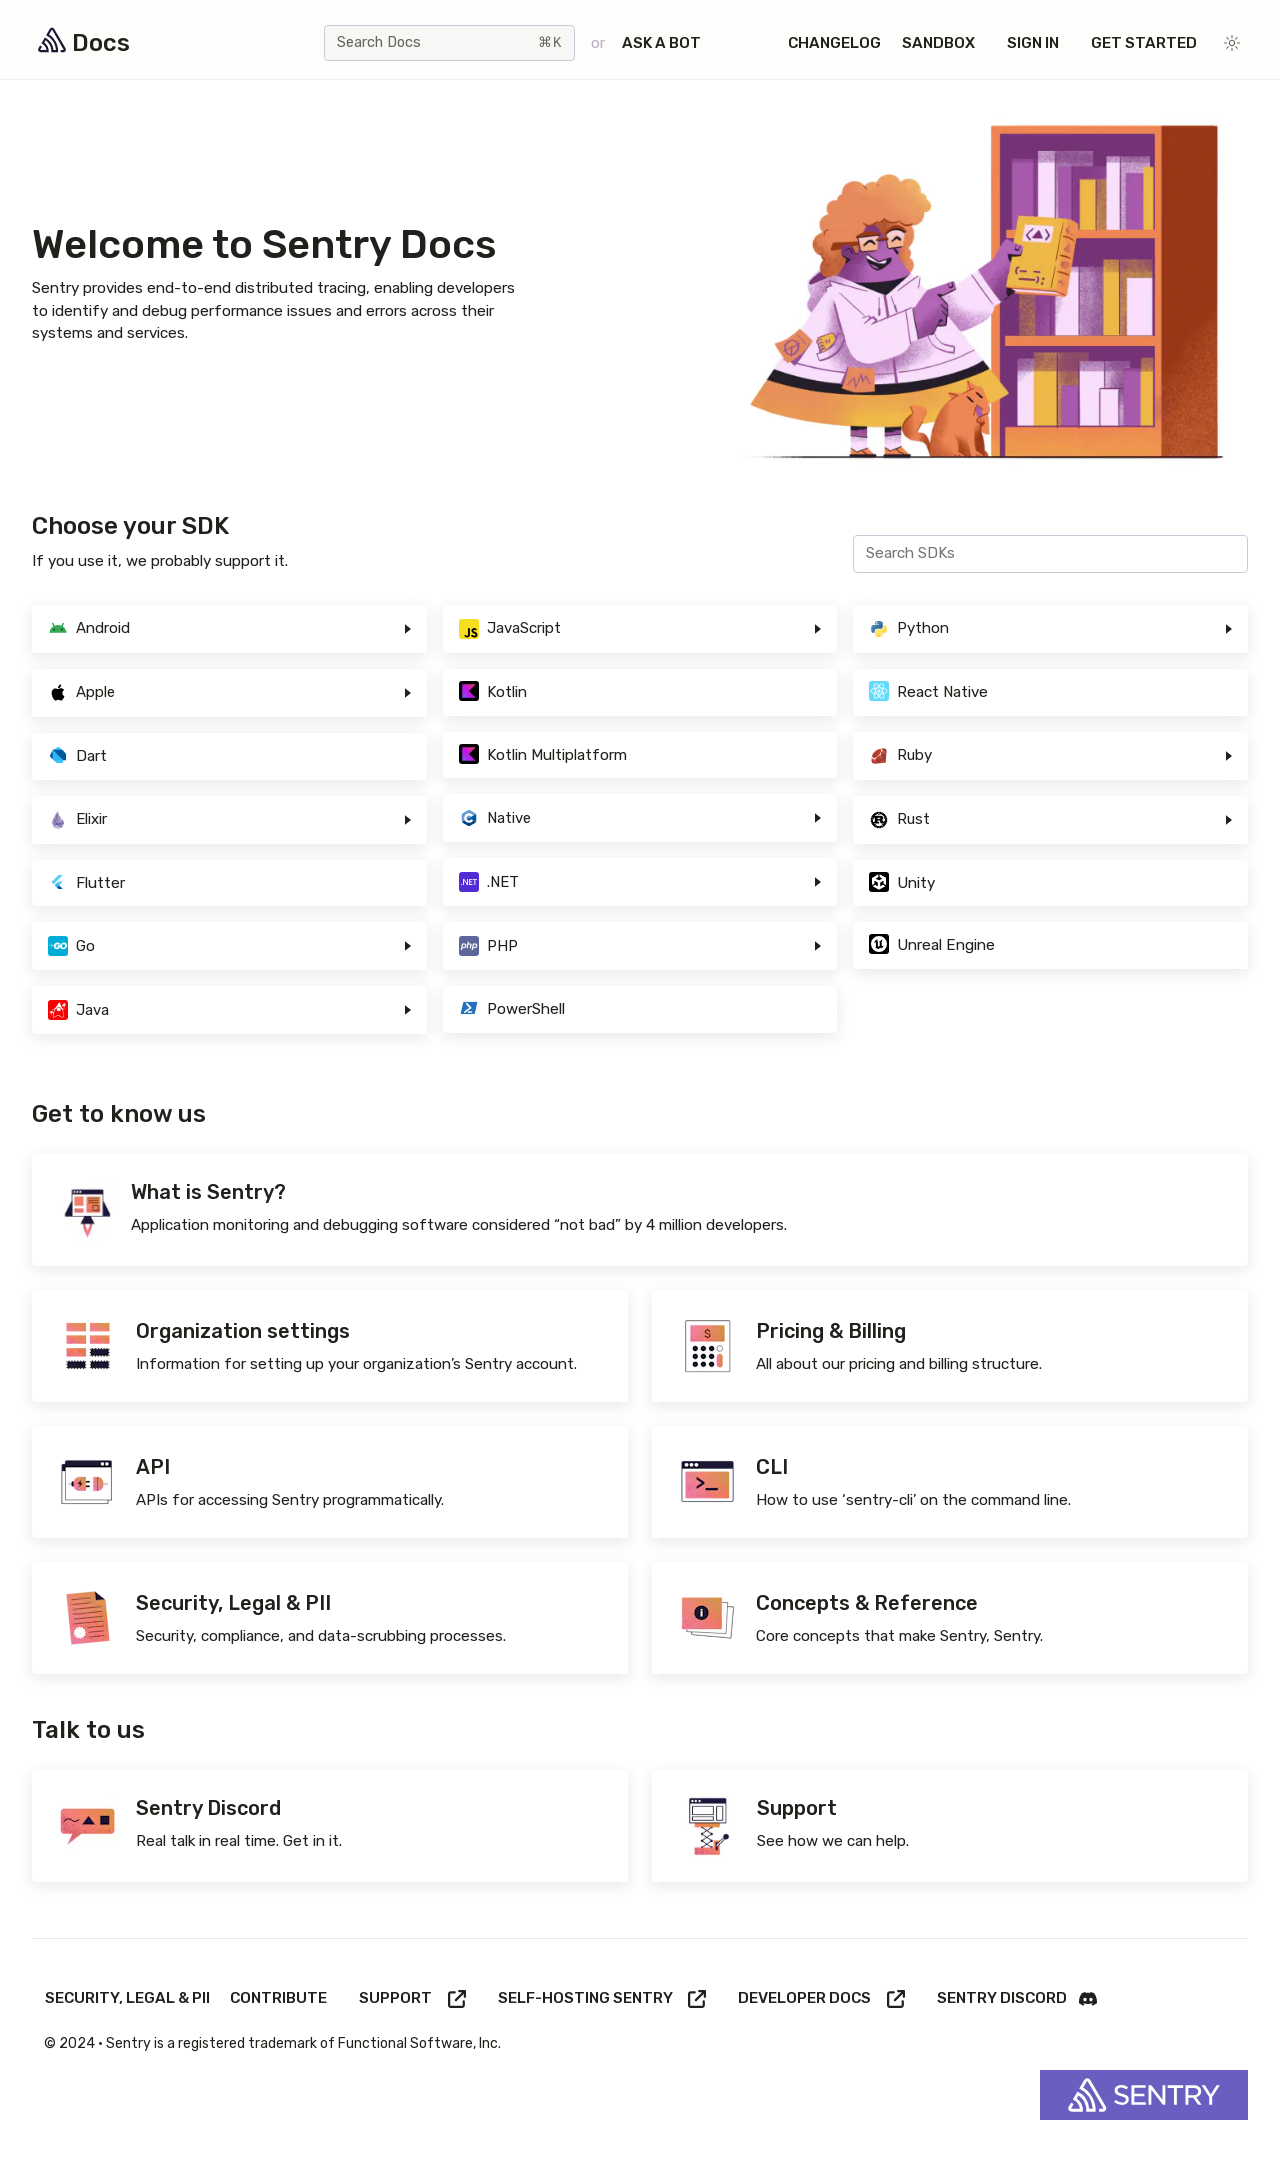 Docs
Search Docs ⌘K or ASK A BOT CHANGELOG SANDBOX SIGN IN GET STARTED
Welcome to Sentry Docs
Sentry provides end-to-end distributed tracing, enabling developers
to identify and debug performance issues and errors across their
systems and services.
Choose your SDK
If you use it, we probably support it.
Search SDKs
Android
Apple
Dart
Elixir
Flutter
GO Go
Java
JS JavaScript
Kotlin
Kotlin Multiplatform
C Native
.NET .NET
php PHP
PowerShell
Python
React Native
Ruby
R Rust
Unity
U Unreal Engine
Get to know us
What is Sentry?
Application monitoring and debugging software considered “not bad” by 4 million developers.
Organization settings
Information for setting up your organization’s Sentry account.
$
Pricing & Billing
All about our pricing and billing structure.
API
APIs for accessing Sentry programmatically.
>_
CLI
How to use ‘sentry-cli’ on the command line.
Security, Legal & PII
Security, compliance, and data-scrubbing processes.
i
Concepts & Reference
Core concepts that make Sentry, Sentry.
Talk to us
Sentry Discord
Real talk in real time. Get in it.
Support
See how we can help.
SECURITY, LEGAL & PII CONTRIBUTE SUPPORT SELF-HOSTING SENTRY DEVELOPER DOCS SENTRY DISCORD
© 2024 • Sentry is a registered trademark of Functional Software, Inc.
SENTRY